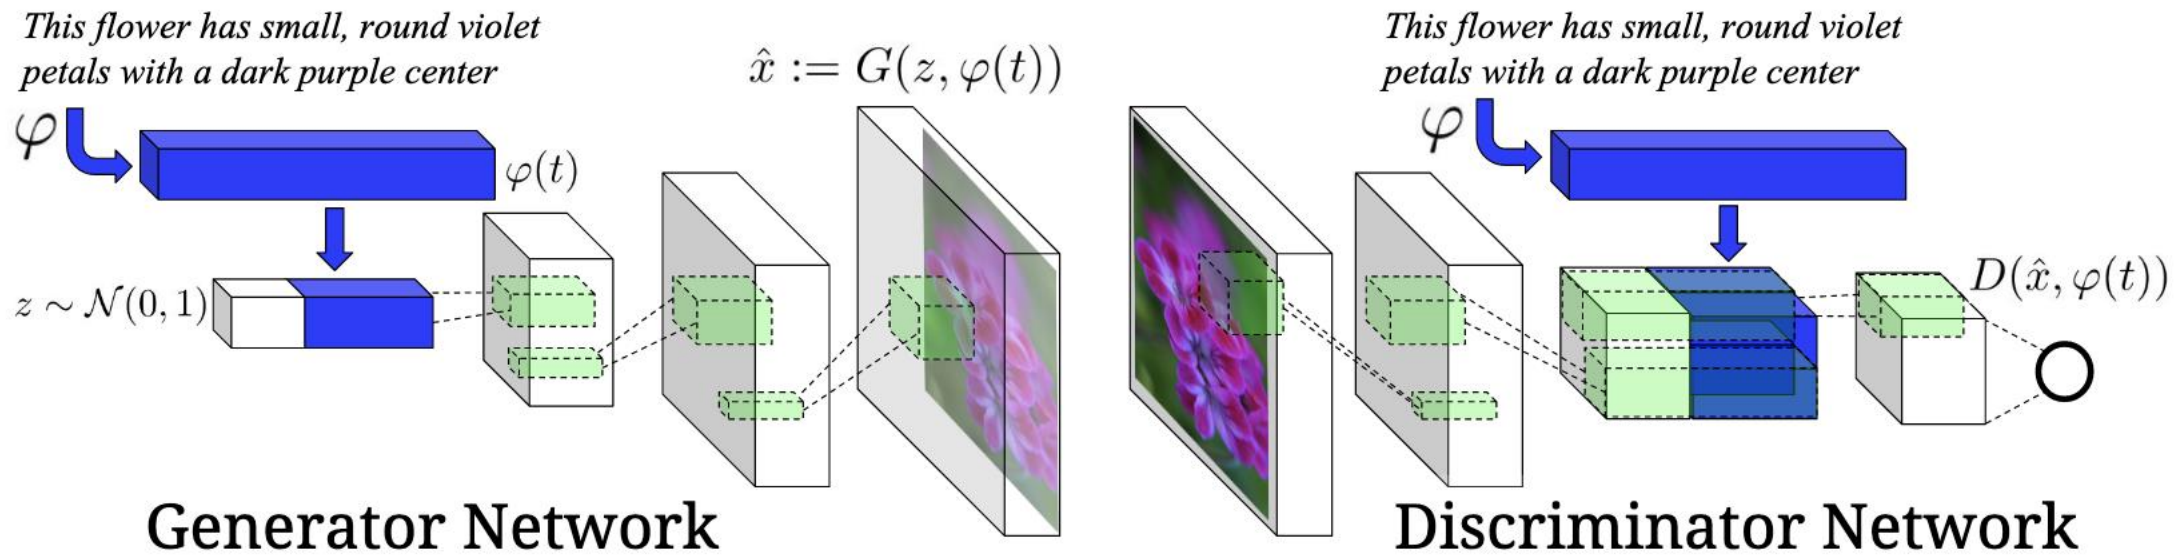 This flower has small, round violet
petals with a dark purple center
φ
φ(t)
z ∼ 𝒩(0, 1)
x̂ := G(z, φ(t))
Generator Network
This flower has small, round violet
petals with a dark purple center
φ
D(x̂, φ(t))
Discriminator Network